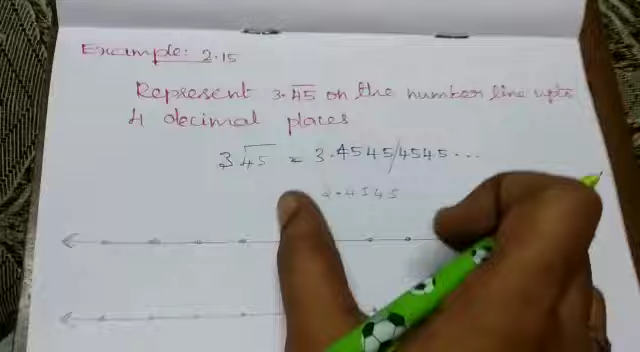 Example: 2.15
Represent 3.4̅5̅ on the number line upto
4 decimal places
3 4̅5̅ = 3.4545/4545...
.4545